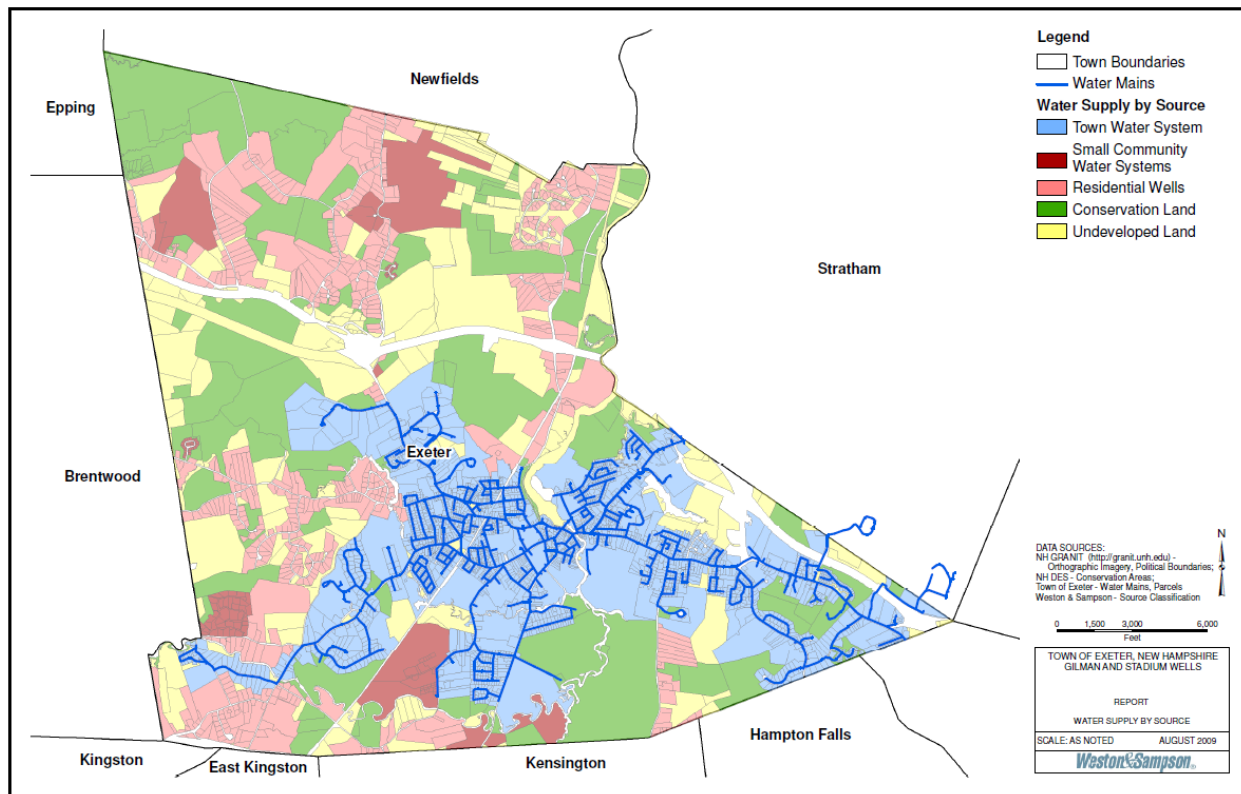 Newfields
Epping
Stratham
Exeter
Brentwood
Kingston
East Kingston
Kensington
Hampton Falls
Legend
Town Boundaries
Water Mains
Water Supply by Source
Town Water System
Small Community
Water Systems
Residential Wells
Conservation Land
Undeveloped Land
N
DATA SOURCES:
NH GRANIT (http://granit.unh.edu) -
Orthographic Imagery, Political Boundaries;
NH DES - Conservation Areas;
Town of Exeter - Water Mains, Parcels
Weston & Sampson - Source Classification
0 1,500 3,000 6,000
Feet
TOWN OF EXETER, NEW HAMPSHIRE
GILMAN AND STADIUM WELLS
REPORT
WATER SUPPLY BY SOURCE
SCALE: AS NOTED AUGUST 2009
Weston&Sampson®